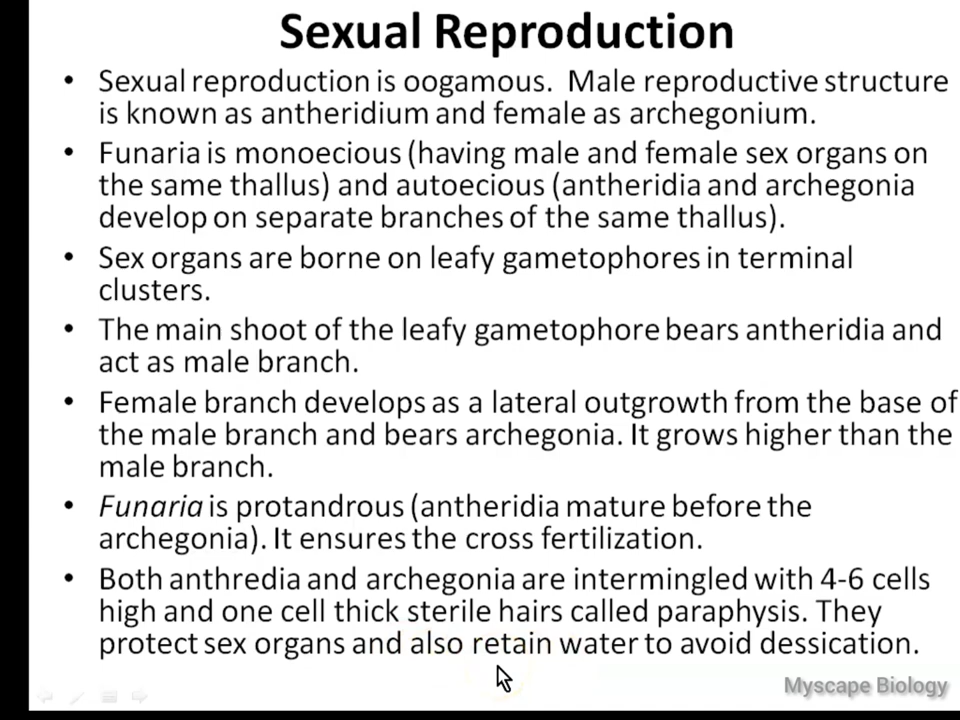 Sexual Reproduction
• Sexual reproduction is oogamous. Male reproductive structure
is known as antheridium and female as archegonium.
• Funaria is monoecious (having male and female sex organs on
the same thallus) and autoecious (antheridia and archegonia
develop on separate branches of the same thallus).
• Sex organs are borne on leafy gametophores in terminal
clusters.
• The main shoot of the leafy gametophore bears antheridia and
act as male branch.
• Female branch develops as a lateral outgrowth from the base of
the male branch and bears archegonia. It grows higher than the
male branch.
• Funaria is protandrous (antheridia mature before the
archegonia). It ensures the cross fertilization.
• Both anthredia and archegonia are intermingled with 4-6 cells
high and one cell thick sterile hairs called paraphysis. They
protect sex organs and also retain water to avoid dessication.
Myscape Biology